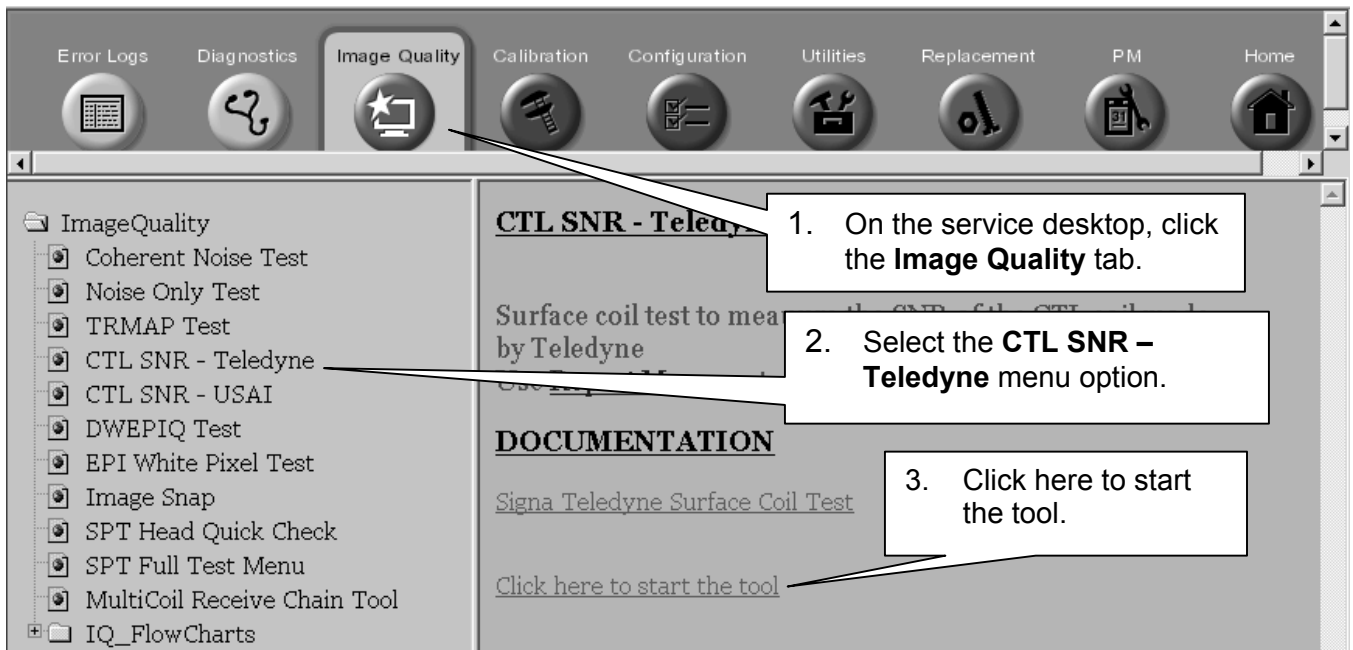 Error Logs
Diagnostics
Image Quality
Calibration
Configuration
Utilities
Replacement
PM
Home
31
ImageQuality
Coherent Noise Test
Noise Only Test
TRMAP Test
CTL SNR - Teledyne
CTL SNR - USAI
DWEPIQ Test
EPI White Pixel Test
Image Snap
SPT Head Quick Check
SPT Full Test Menu
MultiCoil Receive Chain Tool
IQ_FlowCharts
CTL SNR - Teledy
1. On the service desktop, click
the Image Quality tab.
Surface coil test to mea
by Teledyne
2. Select the CTL SNR –
Teledyne menu option.
DOCUMENTATION
Signa Teledyne Surface Coil Test
3. Click here to start
the tool.
Click here to start the tool